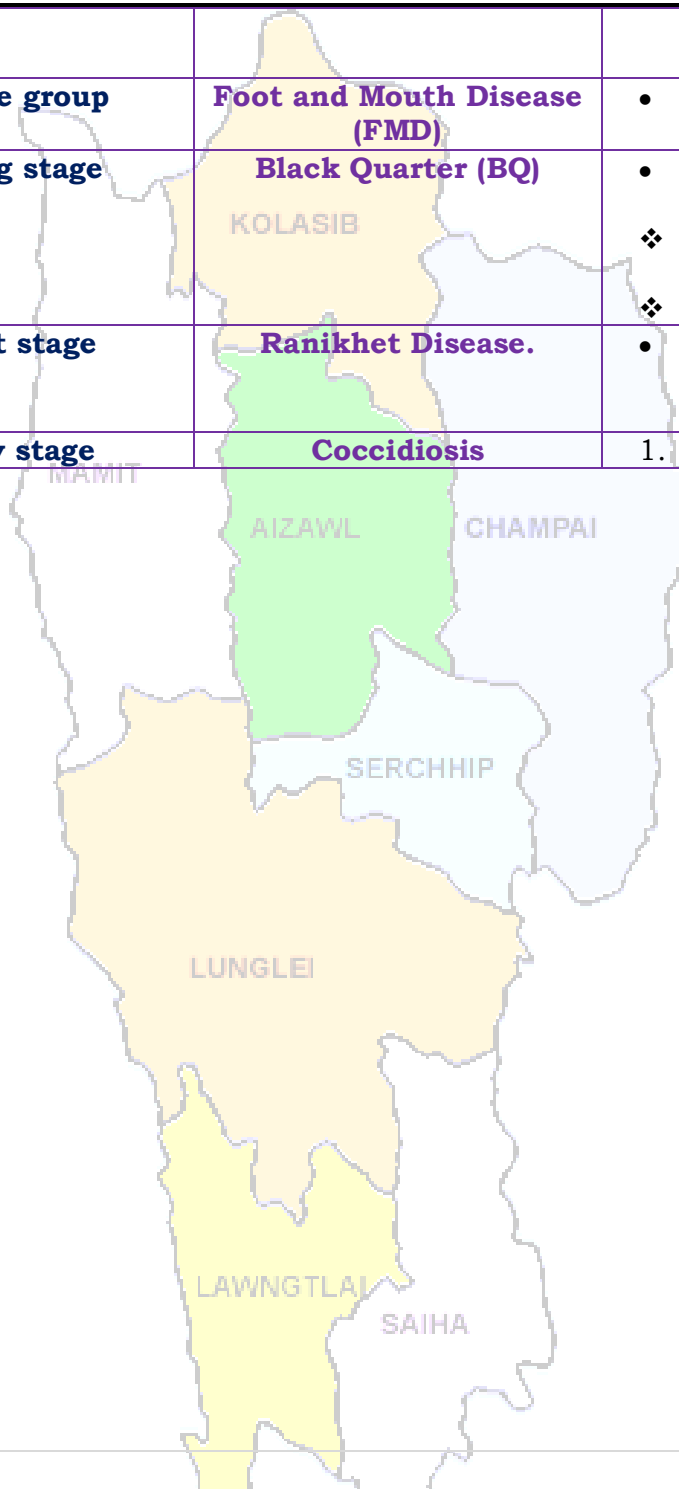 e group Foot and Mouth Disease •
(FMD)
g stage Black Quarter (BQ) •
KOLASIB
❖
❖
t stage Ranikhet Disease. •
y stage Coccidiosis 1.
MAMIT
AIZAWL CHAMPAI
SERCHHIP
LUNGLEI
LAWNGTLAI
SAIHA